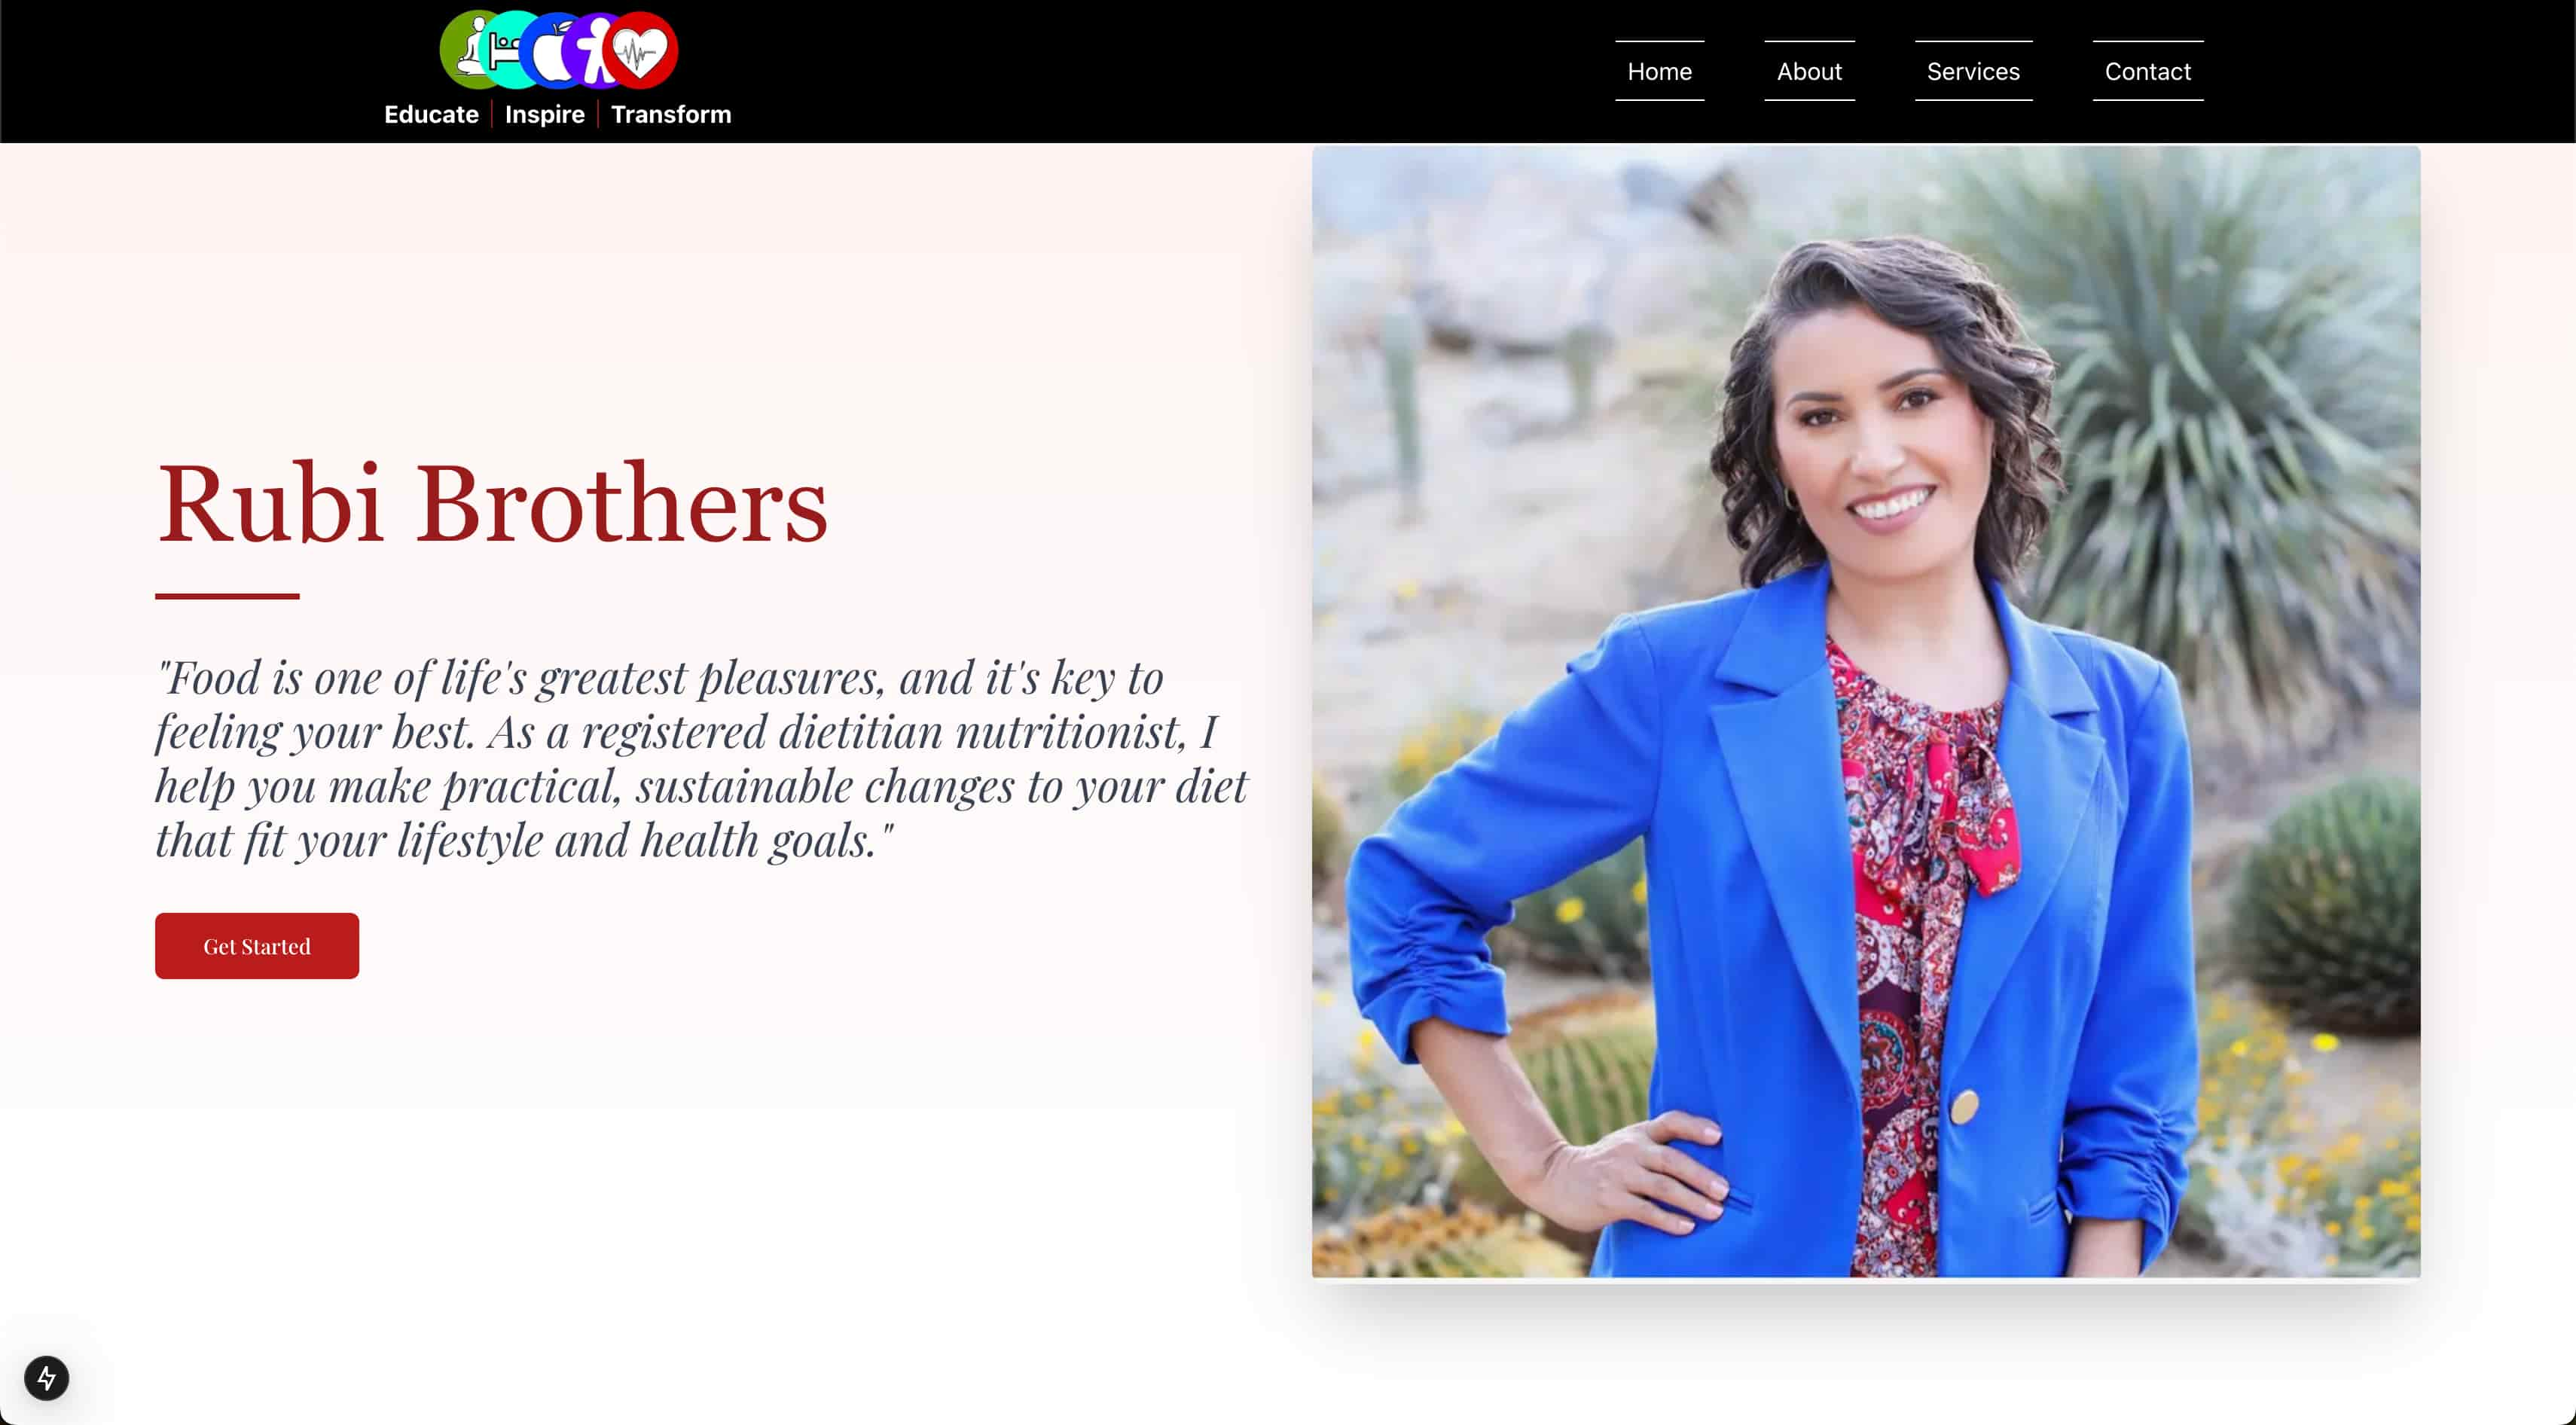 Educate | Inspire | Transform
Home
About
Services
Contact
Rubi Brothers
"Food is one of life's greatest pleasures, and it's key to
feeling your best. As a registered dietitian nutritionist, I
help you make practical, sustainable changes to your diet
that fit your lifestyle and health goals."
Get Started